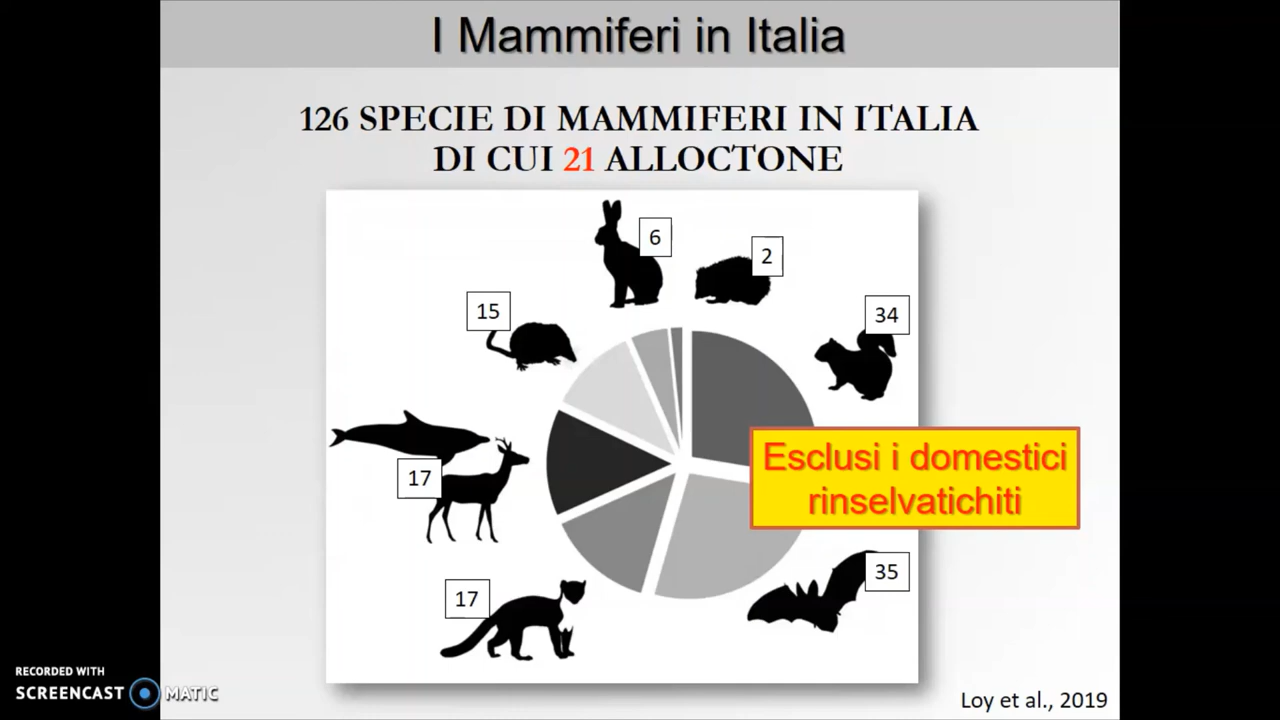 I Mammiferi in Italia
126 SPECIE DI MAMMIFERI IN ITALIA
DI CUI 21 ALLOCTONE
6
2
15
34
17
Esclusi i domestici
rinselvatichiti
35
17
RECORDED WITH
SCREENCAST MATIC
Loy et al., 2019